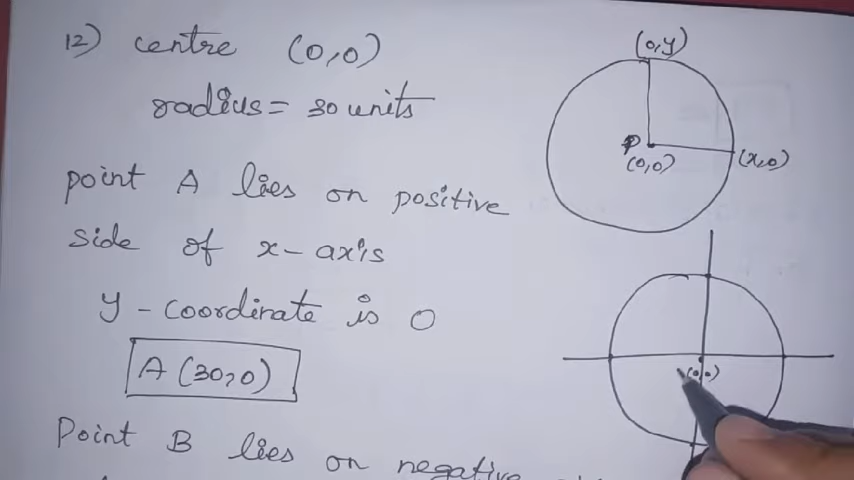 12) centre (0,0)
radius = 30 units
point A lies on positive
side of x-axis
y-coordinate is 0
A (30,0)
Point B lies on negative
(0,y)
P
(0,0)
(x,0)
(0,0)